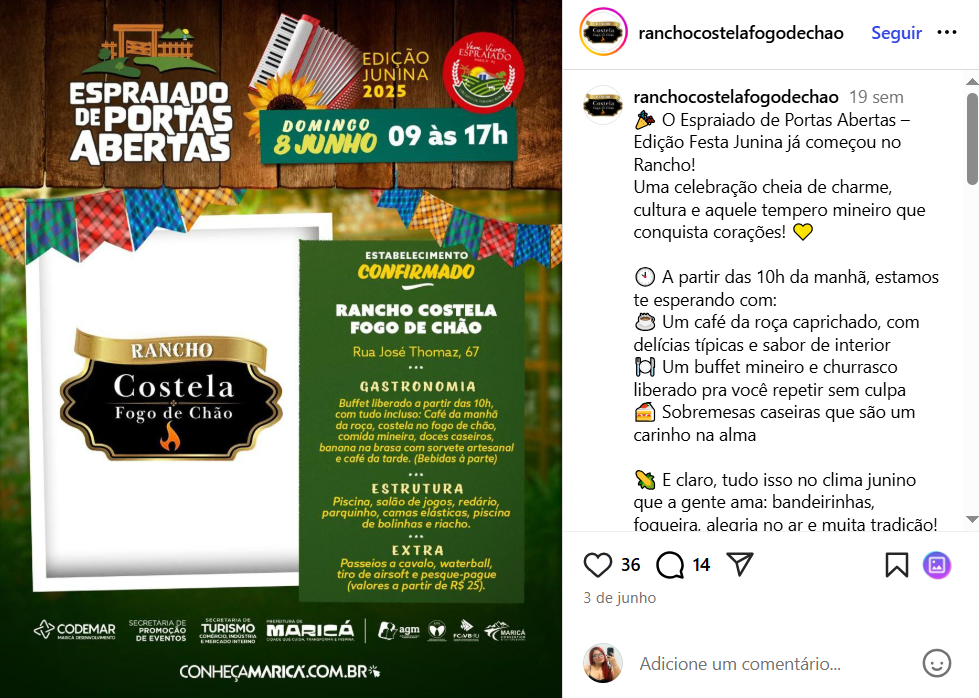 ESPRAIADO
DE PORTAS
ABERTAS
EDIÇÃO
JUNINA
2025
Vem Viver
ESPRAIADO
DOMINGO
8 JUNHO
09 às 17h
ESTABELECIMENTO
CONFIRMADO
RANCHO COSTELA
FOGO DE CHÃO
Rua José Thomaz, 67
GASTRONOMIA
Buffet liberado a partir das 10h,
com tudo incluso: Café da manhã
da roça, costela no fogo de chão,
comida mineira, doces caseiros,
banana na brasa com sorvete artesanal
e café da tarde. (Bebidas à parte)
ESTRUTURA
Piscina, salão de jogos, redário,
parquinho, camas elásticas, piscina
de bolinhas e riacho.
EXTRA
Passeios a cavalo, waterball,
tiro de airsoft e pesque-pague
(valores a partir de R$ 25).
RANCHO
Costela
Fogo de Chão
CODEMAR
MARICÁ DESENVOLVIMENTO
SECRETARIA DE
PROMOÇÃO
DE EVENTOS
SECRETARIA DE
TURISMO
COMÉRCIO, INDÚSTRIA
E MERCADO INTERNO
PREFEITURA DE
MARICÁ
CIDADE QUE CUIDA, TRANSFORMA E INSPIRA
agm
FC&VB-RJ
MARICÁ
CONHEÇAMARICÁ.COM.BR
ranchocostelafogodechao
Seguir
ranchocostelafogodechao 19 sem
🎉 O Espraiado de Portas Abertas –
Edição Festa Junina já começou no
Rancho!
Uma celebração cheia de charme,
cultura e aquele tempero mineiro que
conquista corações! 💛
🕙 A partir das 10h da manhã, estamos
te esperando com:
☕ Um café da roça caprichado, com
delícias típicas e sabor de interior
🍽️ Um buffet mineiro e churrasco
liberado pra você repetir sem culpa
🍰 Sobremesas caseiras que são um
carinho na alma
🌽 E claro, tudo isso no clima junino
que a gente ama: bandeirinhas,
fogueira, alegria no ar e muita tradição!
36
14
3 de junho
Adicione um comentário...